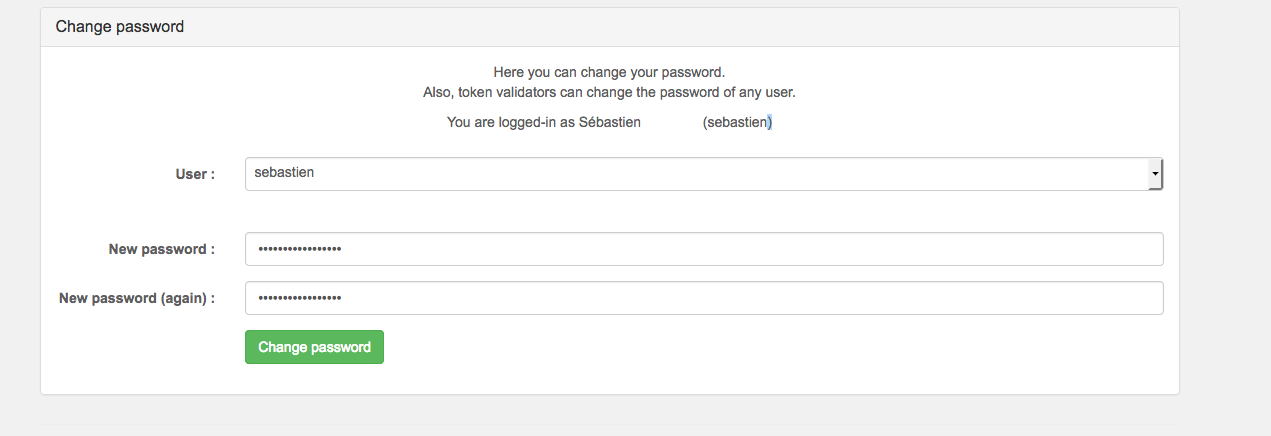 Change password
Here you can change your password.
Also, token validators can change the password of any user.
You are logged-in as Sébastien (sebastien)
User : sebastien
New password : •••••••••••••••••
New password (again) : •••••••••••••••••
Change password